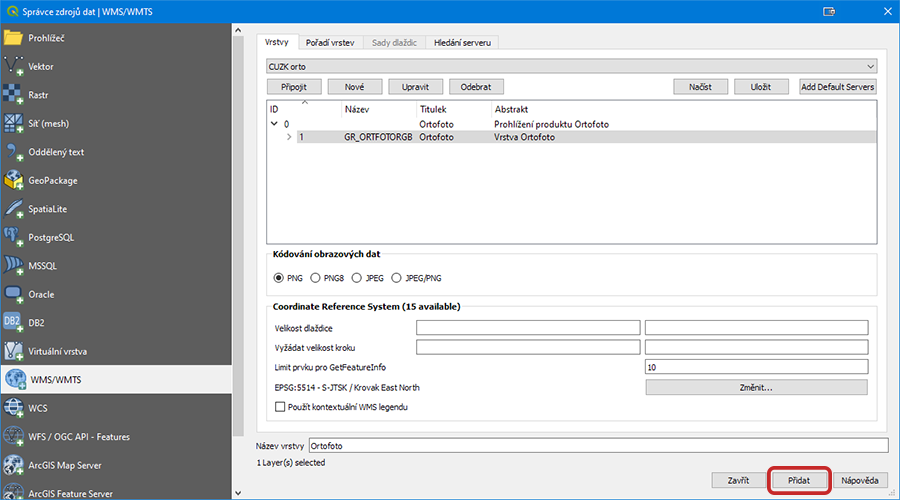 Správce zdrojů dat | WMS/WMTS
Prohlížeč
Vektor
Rastr
Síť (mesh)
Oddělený text
GeoPackage
SpatiaLite
PostgreSQL
MSSQL
Oracle
DB2
DB2
Virtuální vrstva
WMS/WMTS
WCS
WFS / OGC API - Features
ArcGIS Map Server
ArcGIS Feature Server
Vrstvy Pořadí vrstev Sady dlaždic Hledání serveru
CUZK orto
Připojit Nové Upravit Odebrat Načíst Uložit Add Default Servers
ID Název Titulek Abstrakt
0 Ortofoto Prohlížení produktu Ortofoto
1 GR_ORTFOTORGB Ortofoto Vrstva Ortofoto
Kódování obrazových dat
PNG PNG8 JPEG JPEG/PNG
Coordinate Reference System (15 available)
Velikost dlaždice
Vyžádat velikost kroku
Limit prvku pro GetFeatureInfo 10
EPSG:5514 - S-JTSK / Krovak East North Změnit...
Použít kontextuální WMS legendu
Název vrstvy Ortofoto
1 Layer(s) selected
Zavřít Přidat Nápověda